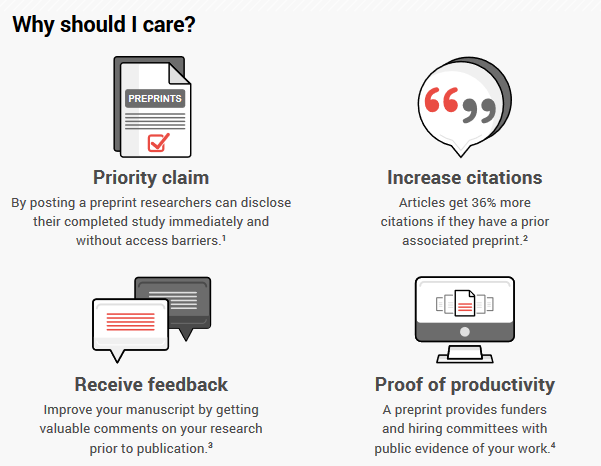 Why should I care?
PREPRINTS
Priority claim
By posting a preprint researchers can disclose
their completed study immediately and
without access barriers.¹
Increase citations
Articles get 36% more
citations if they have a prior
associated preprint.²
Receive feedback
Improve your manuscript by getting
valuable comments on your research
prior to publication.³
Proof of productivity
A preprint provides funders
and hiring committees with
public evidence of your work.⁴